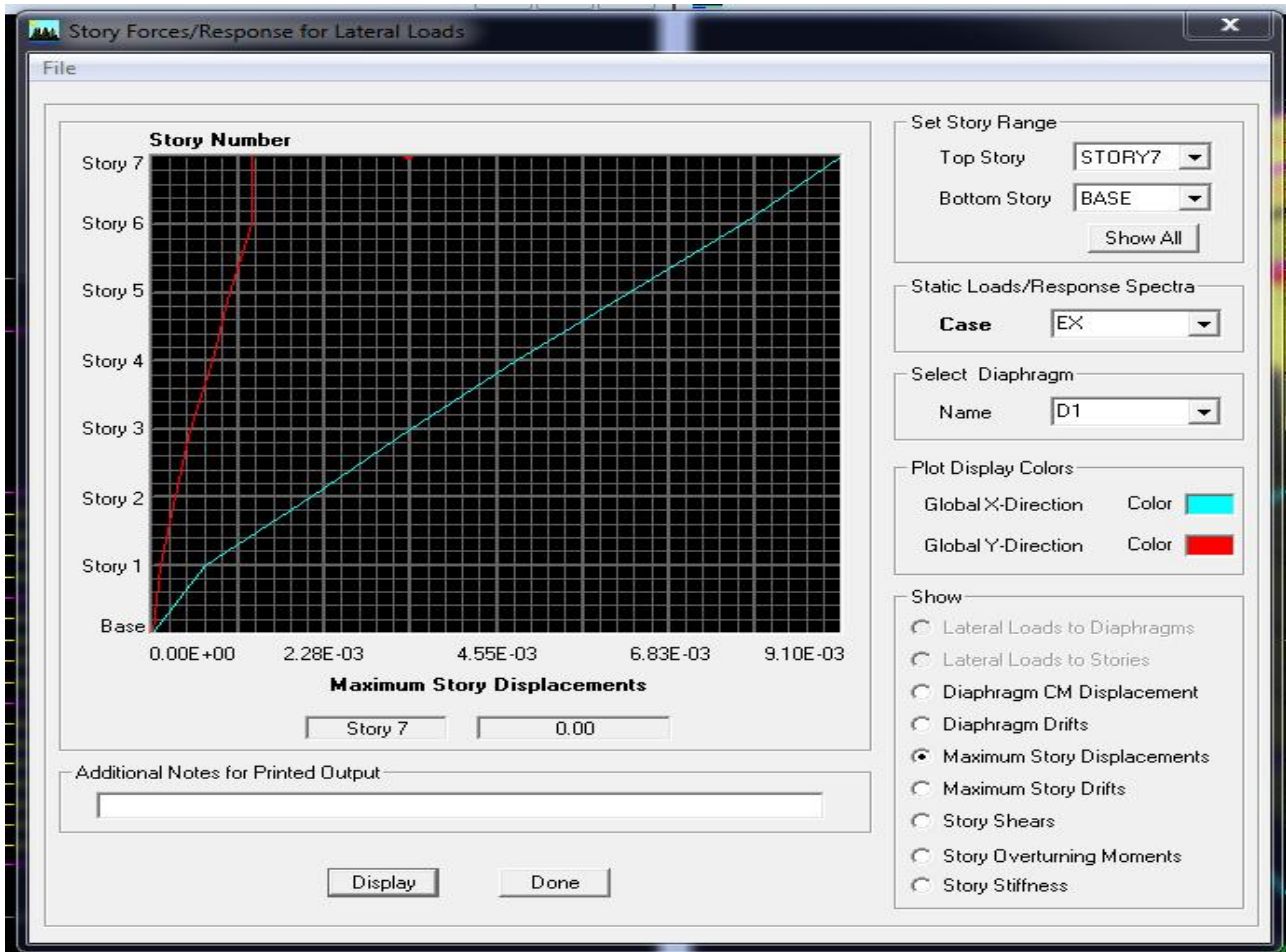 Story Forces/Response for Lateral Loads
File
Story Number
Story 7
Story 6
Story 5
Story 4
Story 3
Story 2
Story 1
Base
0.00E+00 2.28E-03 4.55E-03 6.83E-03 9.10E-03
Maximum Story Displacements
Story 7 0.00
Additional Notes for Printed Output
Display Done
Set Story Range
Top Story STORY7
Bottom Story BASE
Show All
Static Loads/Response Spectra
Case EX
Select Diaphragm
Name D1
Plot Display Colors
Global X-Direction Color
Global Y-Direction Color
Show
Lateral Loads to Diaphragms
Lateral Loads to Stories
Diaphragm CM Displacement
Diaphragm Drifts
Maximum Story Displacements
Maximum Story Drifts
Story Shears
Story Overturning Moments
Story Stiffness